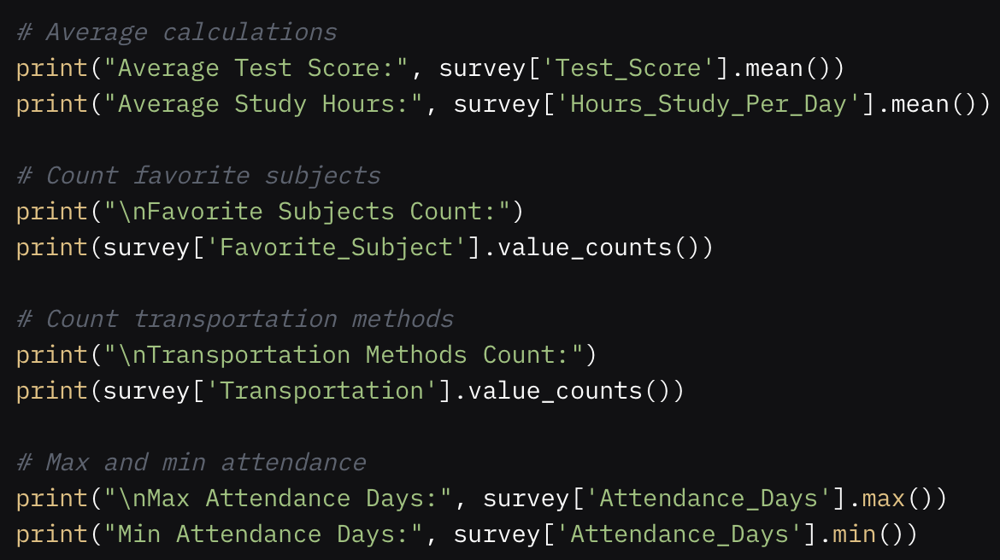 # Average calculations
print("Average Test Score:", survey['Test_Score'].mean())
print("Average Study Hours:", survey['Hours_Study_Per_Day'].mean())
# Count favorite subjects
print("\nFavorite Subjects Count:")
print(survey['Favorite_Subject'].value_counts())
# Count transportation methods
print("\nTransportation Methods Count:")
print(survey['Transportation'].value_counts())
# Max and min attendance
print("\nMax Attendance Days:", survey['Attendance_Days'].max())
print("Min Attendance Days:", survey['Attendance_Days'].min())